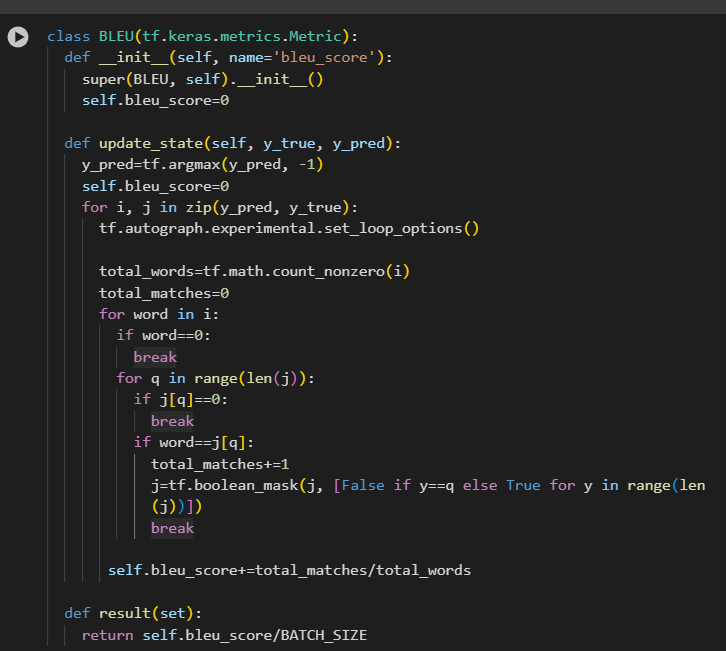 class BLEU(tf.keras.metrics.Metric):
def __init__(self, name='bleu_score'):
super(BLEU, self).__init__()
self.bleu_score=0
def update_state(self, y_true, y_pred):
y_pred=tf.argmax(y_pred, -1)
self.bleu_score=0
for i, j in zip(y_pred, y_true):
tf.autograph.experimental.set_loop_options()
total_words=tf.math.count_nonzero(i)
total_matches=0
for word in i:
if word==0:
break
for q in range(len(j)):
if j[q]==0:
break
if word==j[q]:
total_matches+=1
j=tf.boolean_mask(j, [False if y==q else True for y in range(len
(j))])
break
self.bleu_score+=total_matches/total_words
def result(set):
return self.bleu_score/BATCH_SIZE